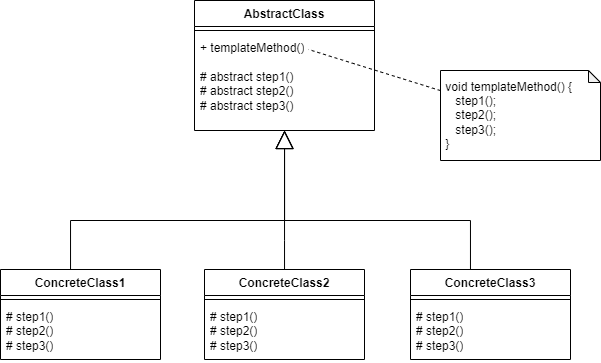 AbstractClass
+ templateMethod()
# abstract step1()
# abstract step2()
# abstract step3()
void templateMethod() {
step1();
step2();
step3();
}
ConcreteClass1
# step1()
# step2()
# step3()
ConcreteClass2
# step1()
# step2()
# step3()
ConcreteClass3
# step1()
# step2()
# step3()